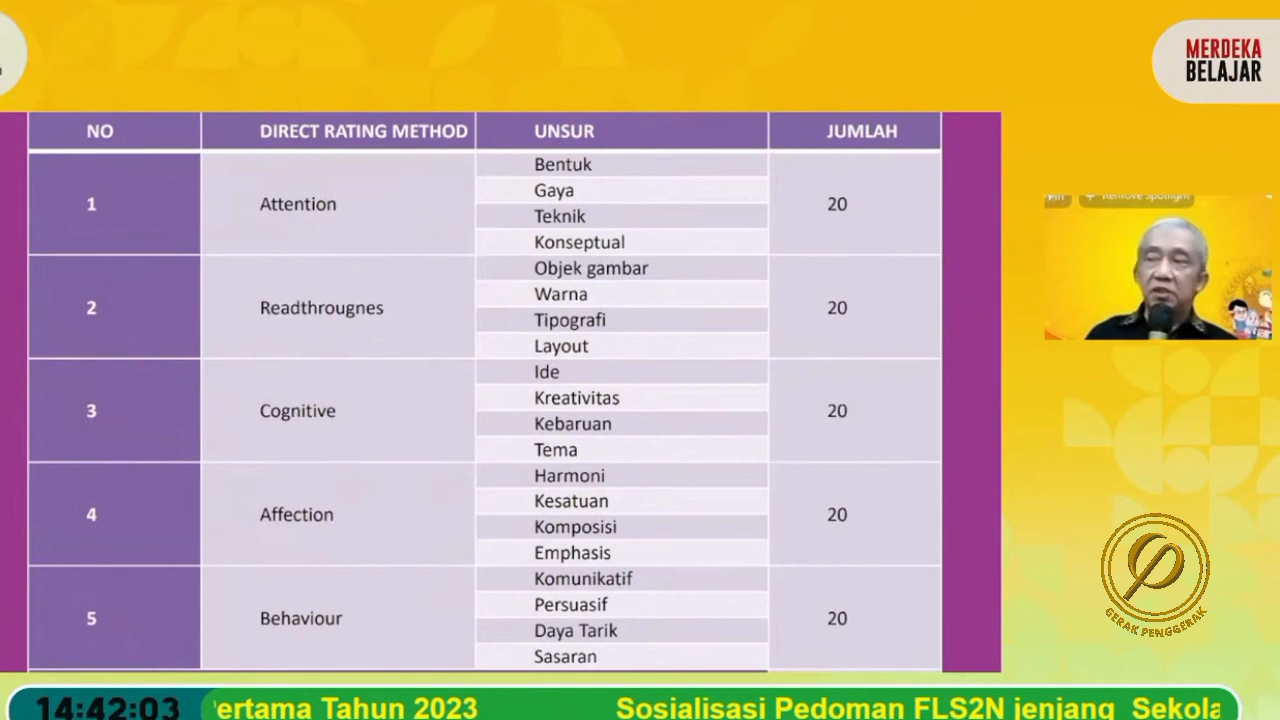 MERDEKA
BELAJAR
NO DIRECT RATING METHOD UNSUR JUMLAH
1 Attention 20
Bentuk
Gaya
Teknik
Konseptual
2 Readthrougnes 20
Objek gambar
Warna
Tipografi
Layout
3 Cognitive 20
Ide
Kreativitas
Kebaruan
Tema
4 Affection 20
Harmoni
Kesatuan
Komposisi
Emphasis
5 Behaviour 20
Komunikatif
Persuasif
Daya Tarik
Sasaran
Remove Spotlight
GERAK PENGGERAK
14:42:03 Pertama Tahun 2023 Sosialisasi Pedoman FLS2N jenjang Sekola